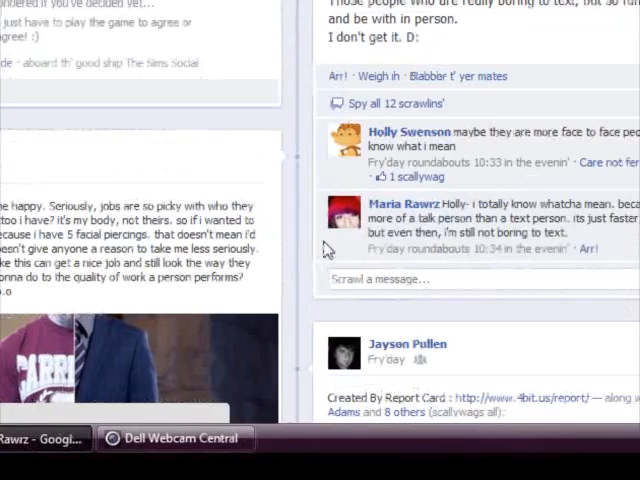 ndered if you've decided yet...
just have to play the game to agree or
agree! :)
de · aboard th' good ship The Sims Social
he happy. Seriously, jobs are so picky with who they
ttoo i have? it's my body, not theirs. so if i wanted to
because i have 5 facial piercings. that doesn't mean i'd
esn't give anyone a reason to take me less seriously.
ke this can get a nice job and still look the way they
onna do to the quality of work a person performs?
o.o
CARR
Those people who are really boring to text, but so fun
and be with in person.
I don't get it. D:
Arr! · Weigh in · Blabber t' yer mates
Spy all 12 scrawlins'
Holly Swenson maybe they are more face to face peo
know what i mean
Fry'day roundabouts 10:33 in the evenin' · Care not fer
· 1 scallywag
Maria Rawrz Holly- i totally know whatcha mean. beca
more of a talk person than a text person. its just faster
but even then, i'm still not boring to text.
Fry'day roundabouts 10:34 in the evenin' · Arr!
Scrawl a message...
Jayson Pullen
Fry'day
Created By Report Card : http://www.4bit.us/report/ — along w
Adams and 8 others (scallywags all).
Rawrz - Googl...
Dell Webcam Central